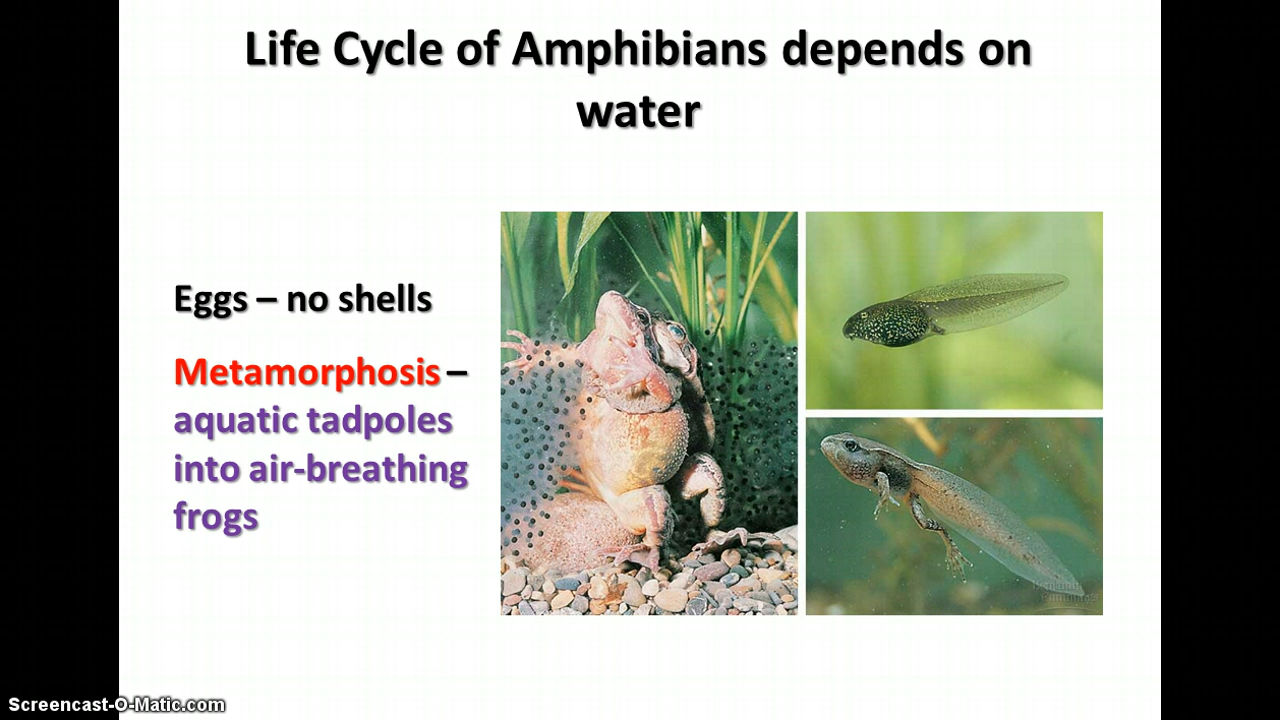 Life Cycle of Amphibians depends on
water
Eggs – no shells
Metamorphosis –
aquatic tadpoles
into air-breathing
frogs
Screencast-O-Matic.com